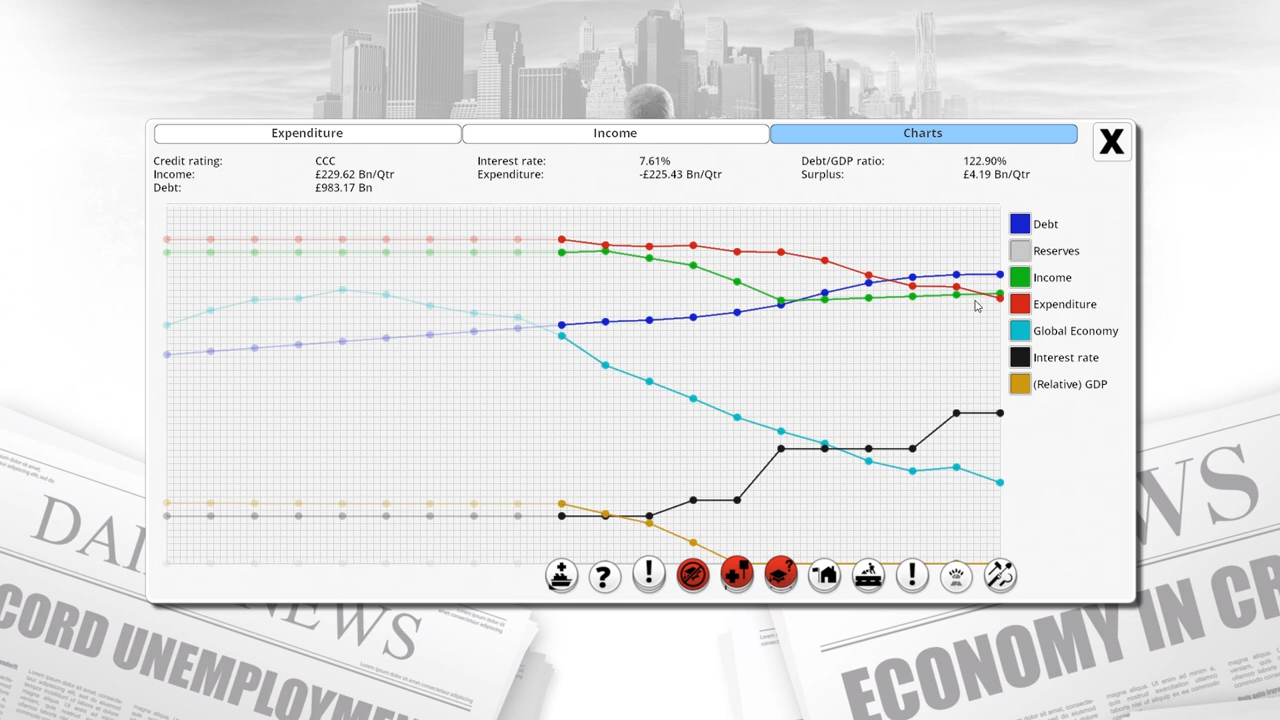 Expenditure Income Charts
Credit rating: CCC Interest rate: 7.61% Debt/GDP ratio: 122.90%
Income: £229.62 Bn/Qtr Expenditure: -£225.43 Bn/Qtr Surplus: £4.19 Bn/Qtr
Debt: £983.17 Bn
Debt
Reserves
Income
Expenditure
Global Economy
Interest rate
(Relative) GDP
DAI
NEWS
CORD UNEMPLOYME
WS
ECONOMY IN CR